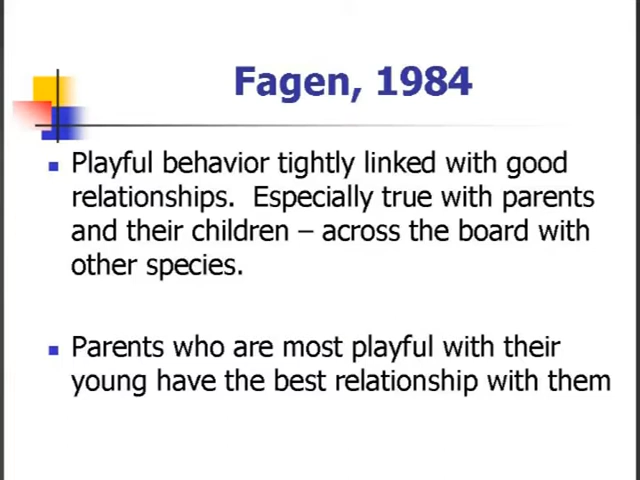 Fagen, 1984
Playful behavior tightly linked with good
relationships.  Especially true with parents
and their children – across the board with
other species.
Parents who are most playful with their
young have the best relationship with them